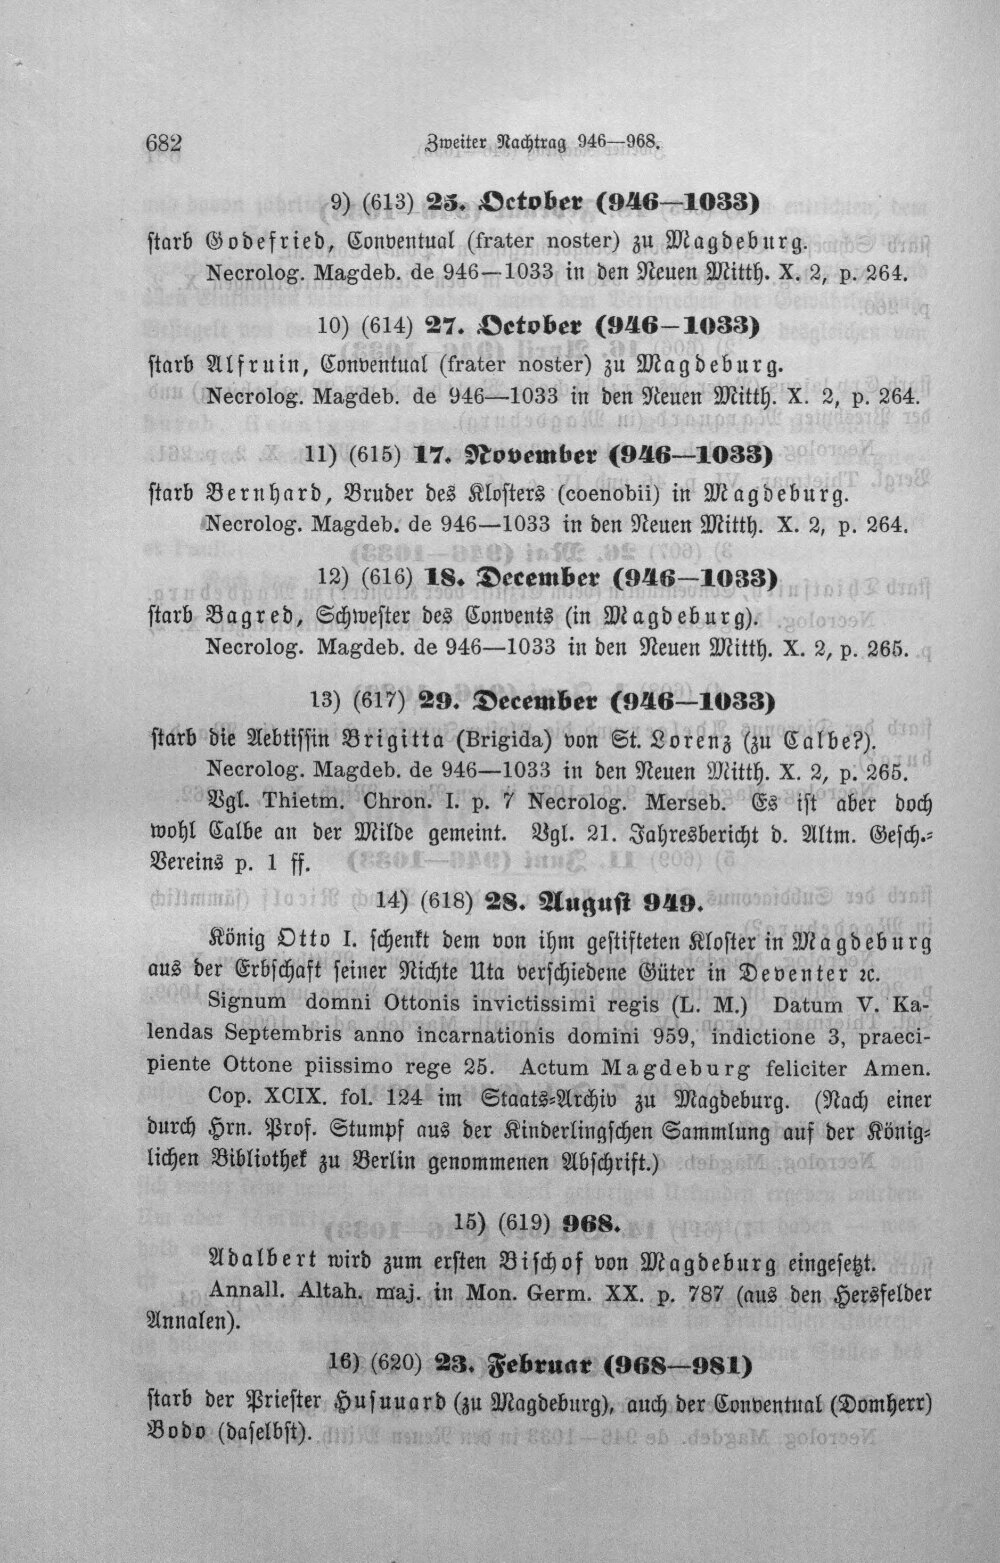 682 Zweiter Nachtrag 946—968.
9) (613) 25. October (946—1033)
starb Godefried, Conventual (frater noster) zu Magdeburg.
Necrolog. Magdeb. de 946—1033 in den Neuen Mitth. X. 2, p. 264.
10) (614) 27. October (946—1033)
starb Alfruin, Conventual (frater noster) zu Magdeburg.
Necrolog. Magdeb. de 946—1033 in den Neuen Mitth. X. 2, p. 264.
11) (615) 17. November (946—1033)
starb Bernhard, Bruder des Klosters (coenobii) in Magdeburg.
Necrolog. Magdeb. de 946—1033 in den Neuen Mitth. X. 2, p. 264.
12) (616) 18. December (946—1033)
starb Bagred, Schwester des Convents (in Magdeburg).
Necrolog. Magdeb. de 946—1033 in den Neuen Mitth. X. 2, p. 265.
13) (617) 29. December (946—1033)
starb die Aebtissin Brigitta (Brigida) von St. Lorenz (zu Calbe?).
Necrolog. Magdeb. de 946—1033 in den Neuen Mitth. X. 2, p. 265.
Vgl. Thietm. Chron. I. p. 7 Necrolog. Merseb. Es ist aber doch
wohl Calbe an der Milde gemeint. Vgl. 21. Jahresbericht d. Altm. Gesch.-
Vereins p. 1 ff.
14) (618) 28. August 949.
König Otto I. schenkt dem von ihm gestifteten Kloster in Magdeburg
aus der Erbschaft seiner Nichte Uta verschiedene Güter in Deventer ꝛc.
Signum domni Ottonis invictissimi regis (L. M.) Datum V. Ka-
lendas Septembris anno incarnationis domini 959, indictione 3, praeci-
piente Ottone piissimo rege 25. Actum Magdeburg feliciter Amen.
Cop. XCIX. fol. 124 im Staats-Archiv zu Magdeburg. (Nach einer
durch Hrn. Prof. Stumpf aus der Kinderlingschen Sammlung auf der König-
lichen Bibliothek zu Berlin genommenen Abschrift.)
15) (619) 968.
Adalbert wird zum ersten Bischof von Magdeburg eingesetzt.
Annall. Altah. maj. in Mon. Germ. XX. p. 787 (aus den Hersfelder
Annalen).
16) (620) 23. Februar (968—981)
starb der Priester Husuuard (zu Magdeburg), auch der Conventual (Domherr)
Bodo (daselbst).